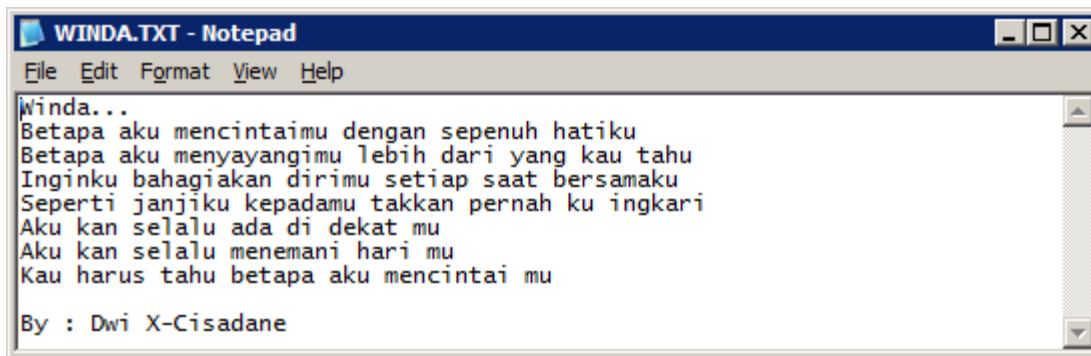 WINDA.TXT - Notepad
File Edit Format View Help
Winda...
Betapa aku mencintaimu dengan sepenuh hatiku
Betapa aku menyayangimu lebih dari yang kau tahu
Inginku bahagiakan dirimu setiap saat bersamaku
Seperti janjiku kepadamu takkan pernah ku ingkari
Aku kan selalu ada di dekat mu
Aku kan selalu menemani hari mu
Kau harus tahu betapa aku mencintai mu
By : Dwi X-Cisadane